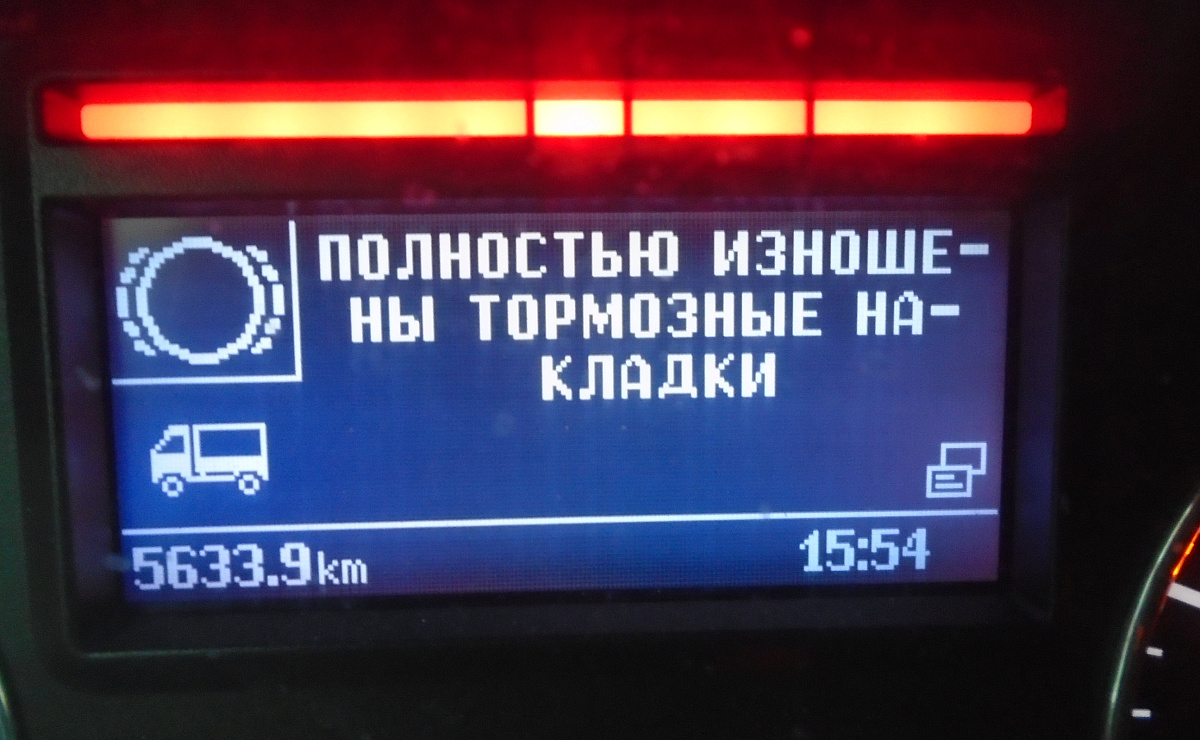 ПОЛНОСТЬЮ ИЗНОШЕ-
НЫ ТОРМОЗНЫЕ НА-
КЛАДКИ
5633.9km 15:54